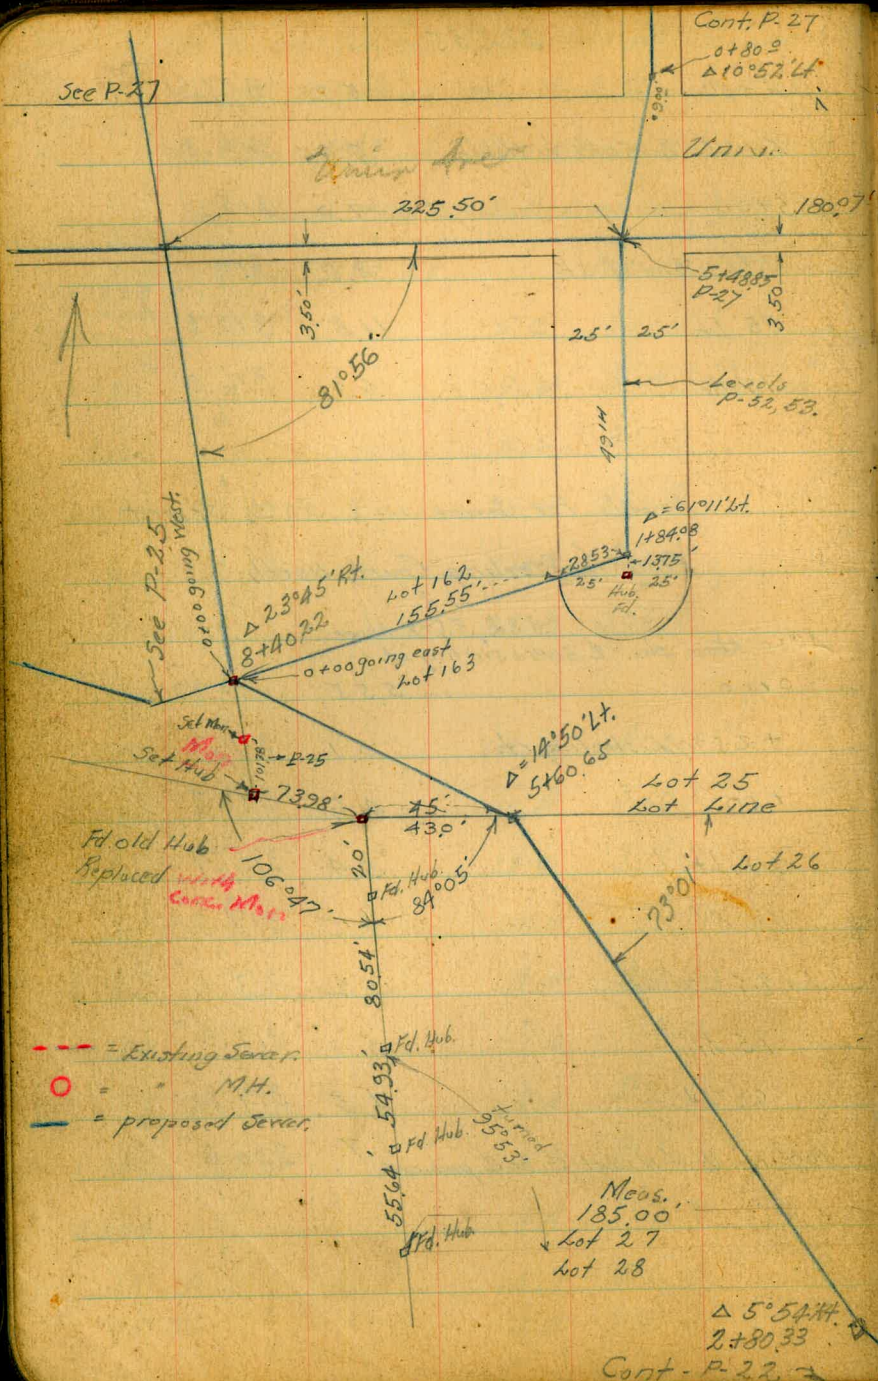 Cont. P-27
0+80.0
Δ 10°52' Lt.
See P-27
Univ.
225.50'
180.07'
5+48.85
P-27
3.50'
3.50'
25' 25'
81°56'
Levels
P-52, 53.
Δ=61°11' Lt.
1+84.08
28.53
13.75'
25' 25'
Hub
Fd.
See P-25
0+00 going West.
Δ 23°45' Rt.
8+40.22
Lot 162
155.55'
0+00 going east
Lot 163
Set Mon.
Mon
Set Hub
101.78'
P-25
73.98'
Δ=14°50' Lt.
5+60.65
45'
43.0'
Lot 25
Lot Line
Lot 26
Fd. old Hub
Replaced with
Conc. Mon
106°47'
20'
Fd. Hub.
84°05'
73°01'
80.54'
Fd. Hub.
= Existing Sewer.
= " M.H.
= proposed Sewer.
54.93'
turned
95°53'
Fd Hub.
55.64'
Fd. Hub.
Meas.
185.00'
Lot 27
Lot 28
Δ 5°54' Rt.
2+80.33
Cont - P-22